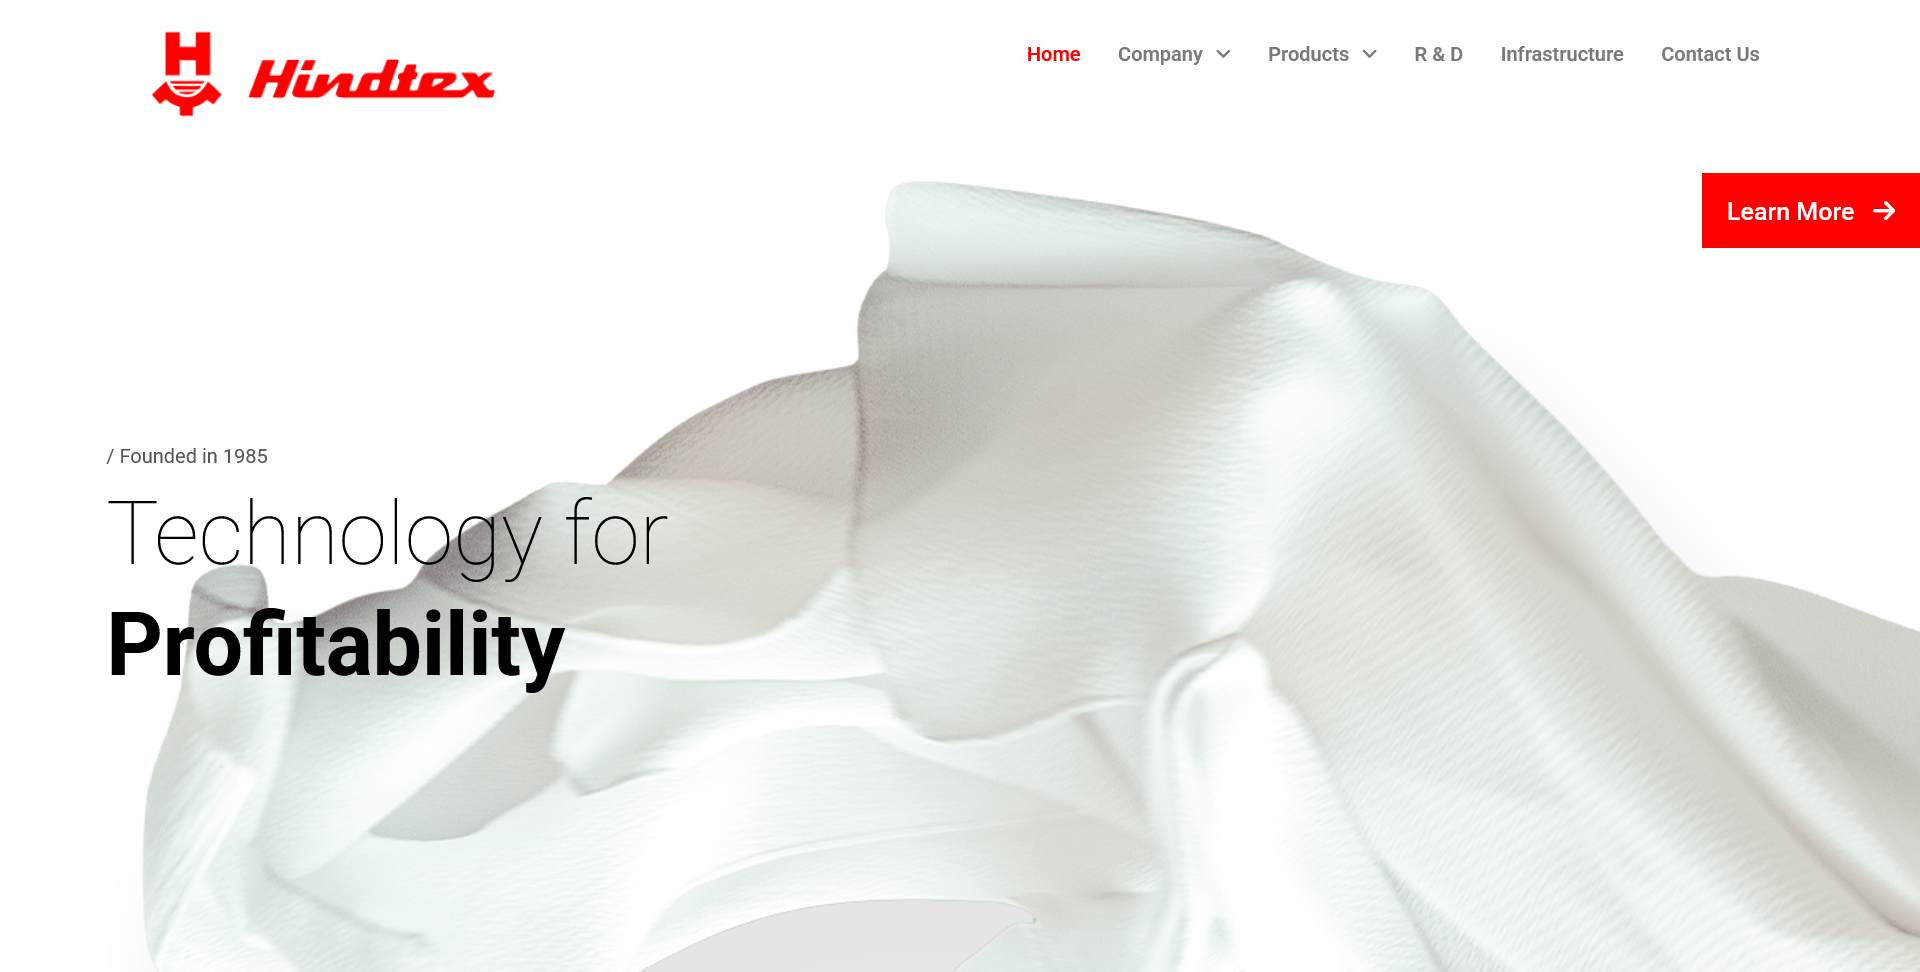 H
Hindtex
Home Company Products R & D Infrastructure Contact Us
Learn More
/ Founded in 1985
Technology for
Profitability